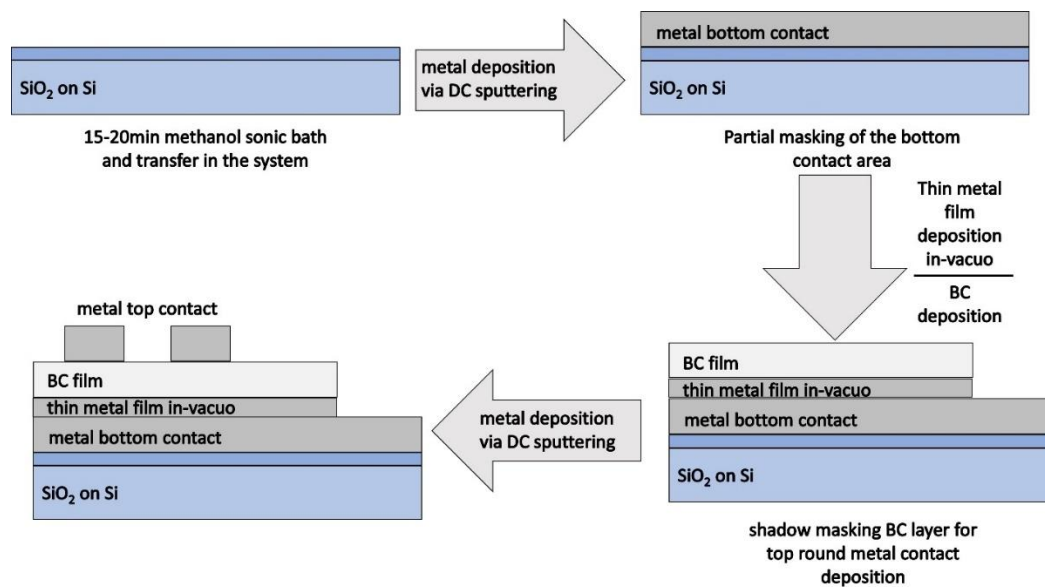 SiO₂ on Si
15-20min methanol sonic bath
and transfer in the system
metal deposition
via DC sputtering
metal bottom contact
SiO₂ on Si
Partial masking of the bottom
contact area
Thin metal
film
deposition
in-vacuo
BC
deposition
BC film
thin metal film in-vacuo
metal bottom contact
SiO₂ on Si
shadow masking BC layer for
top round metal contact
deposition
metal deposition
via DC sputtering
metal top contact
BC film
thin metal film in-vacuo
metal bottom contact
SiO₂ on Si